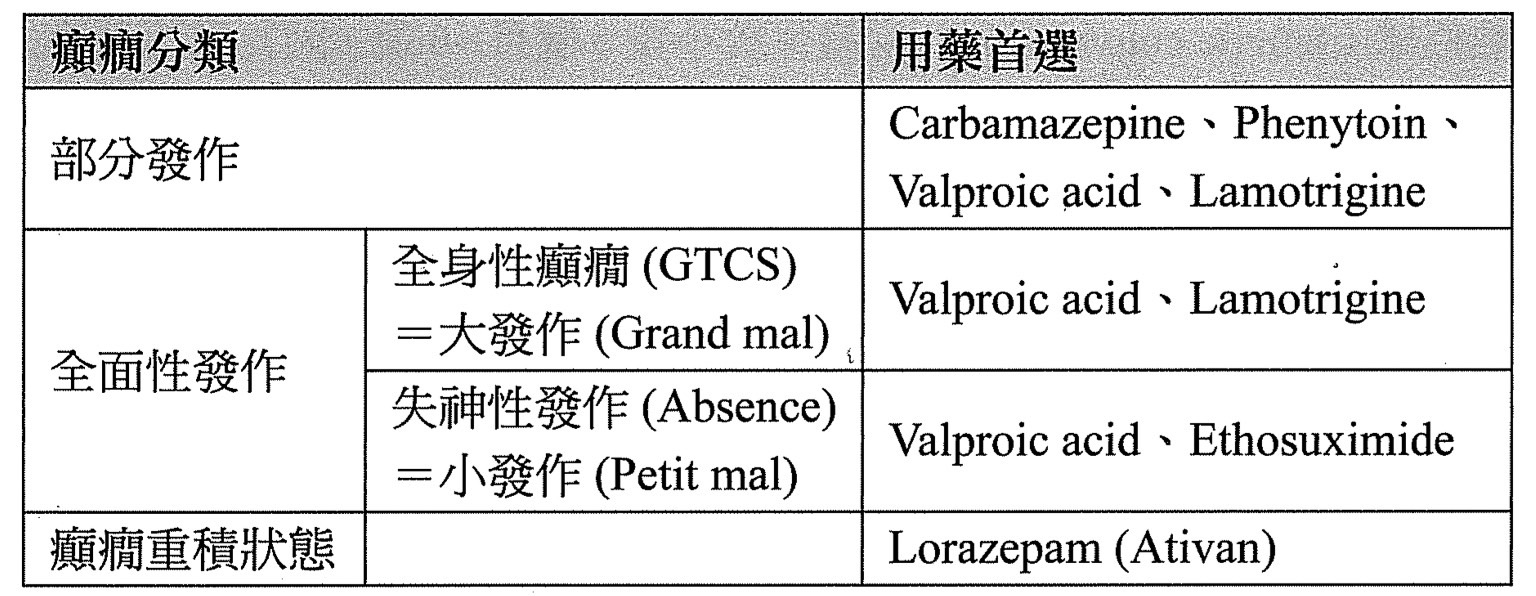 癲癇分類 用藥首選
部分發作
Carbamazepine、Phenytoin、
Valproic acid、Lamotrigine
全面性發作
全身性癲癇 (GTCS)
＝大發作 (Grand mal)
Valproic acid、Lamotrigine
失神性發作 (Absence)
＝小發作 (Petit mal)
Valproic acid、Ethosuximide
癲癇重積狀態 Lorazepam (Ativan)